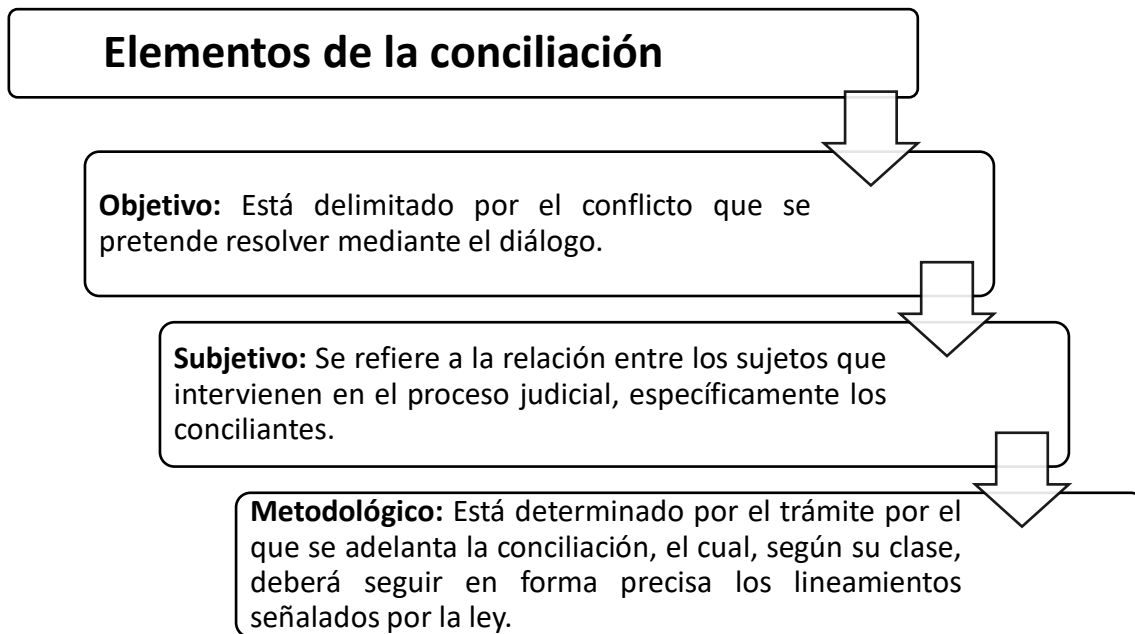 Elementos de la conciliación
Objetivo: Está delimitado por el conflicto que se
pretende resolver mediante el diálogo.
Subjetivo: Se refiere a la relación entre los sujetos que
intervienen en el proceso judicial, específicamente los
conciliantes.
Metodológico: Está determinado por el trámite por el
que se adelanta la conciliación, el cual, según su clase,
deberá seguir en forma precisa los lineamientos
señalados por la ley.